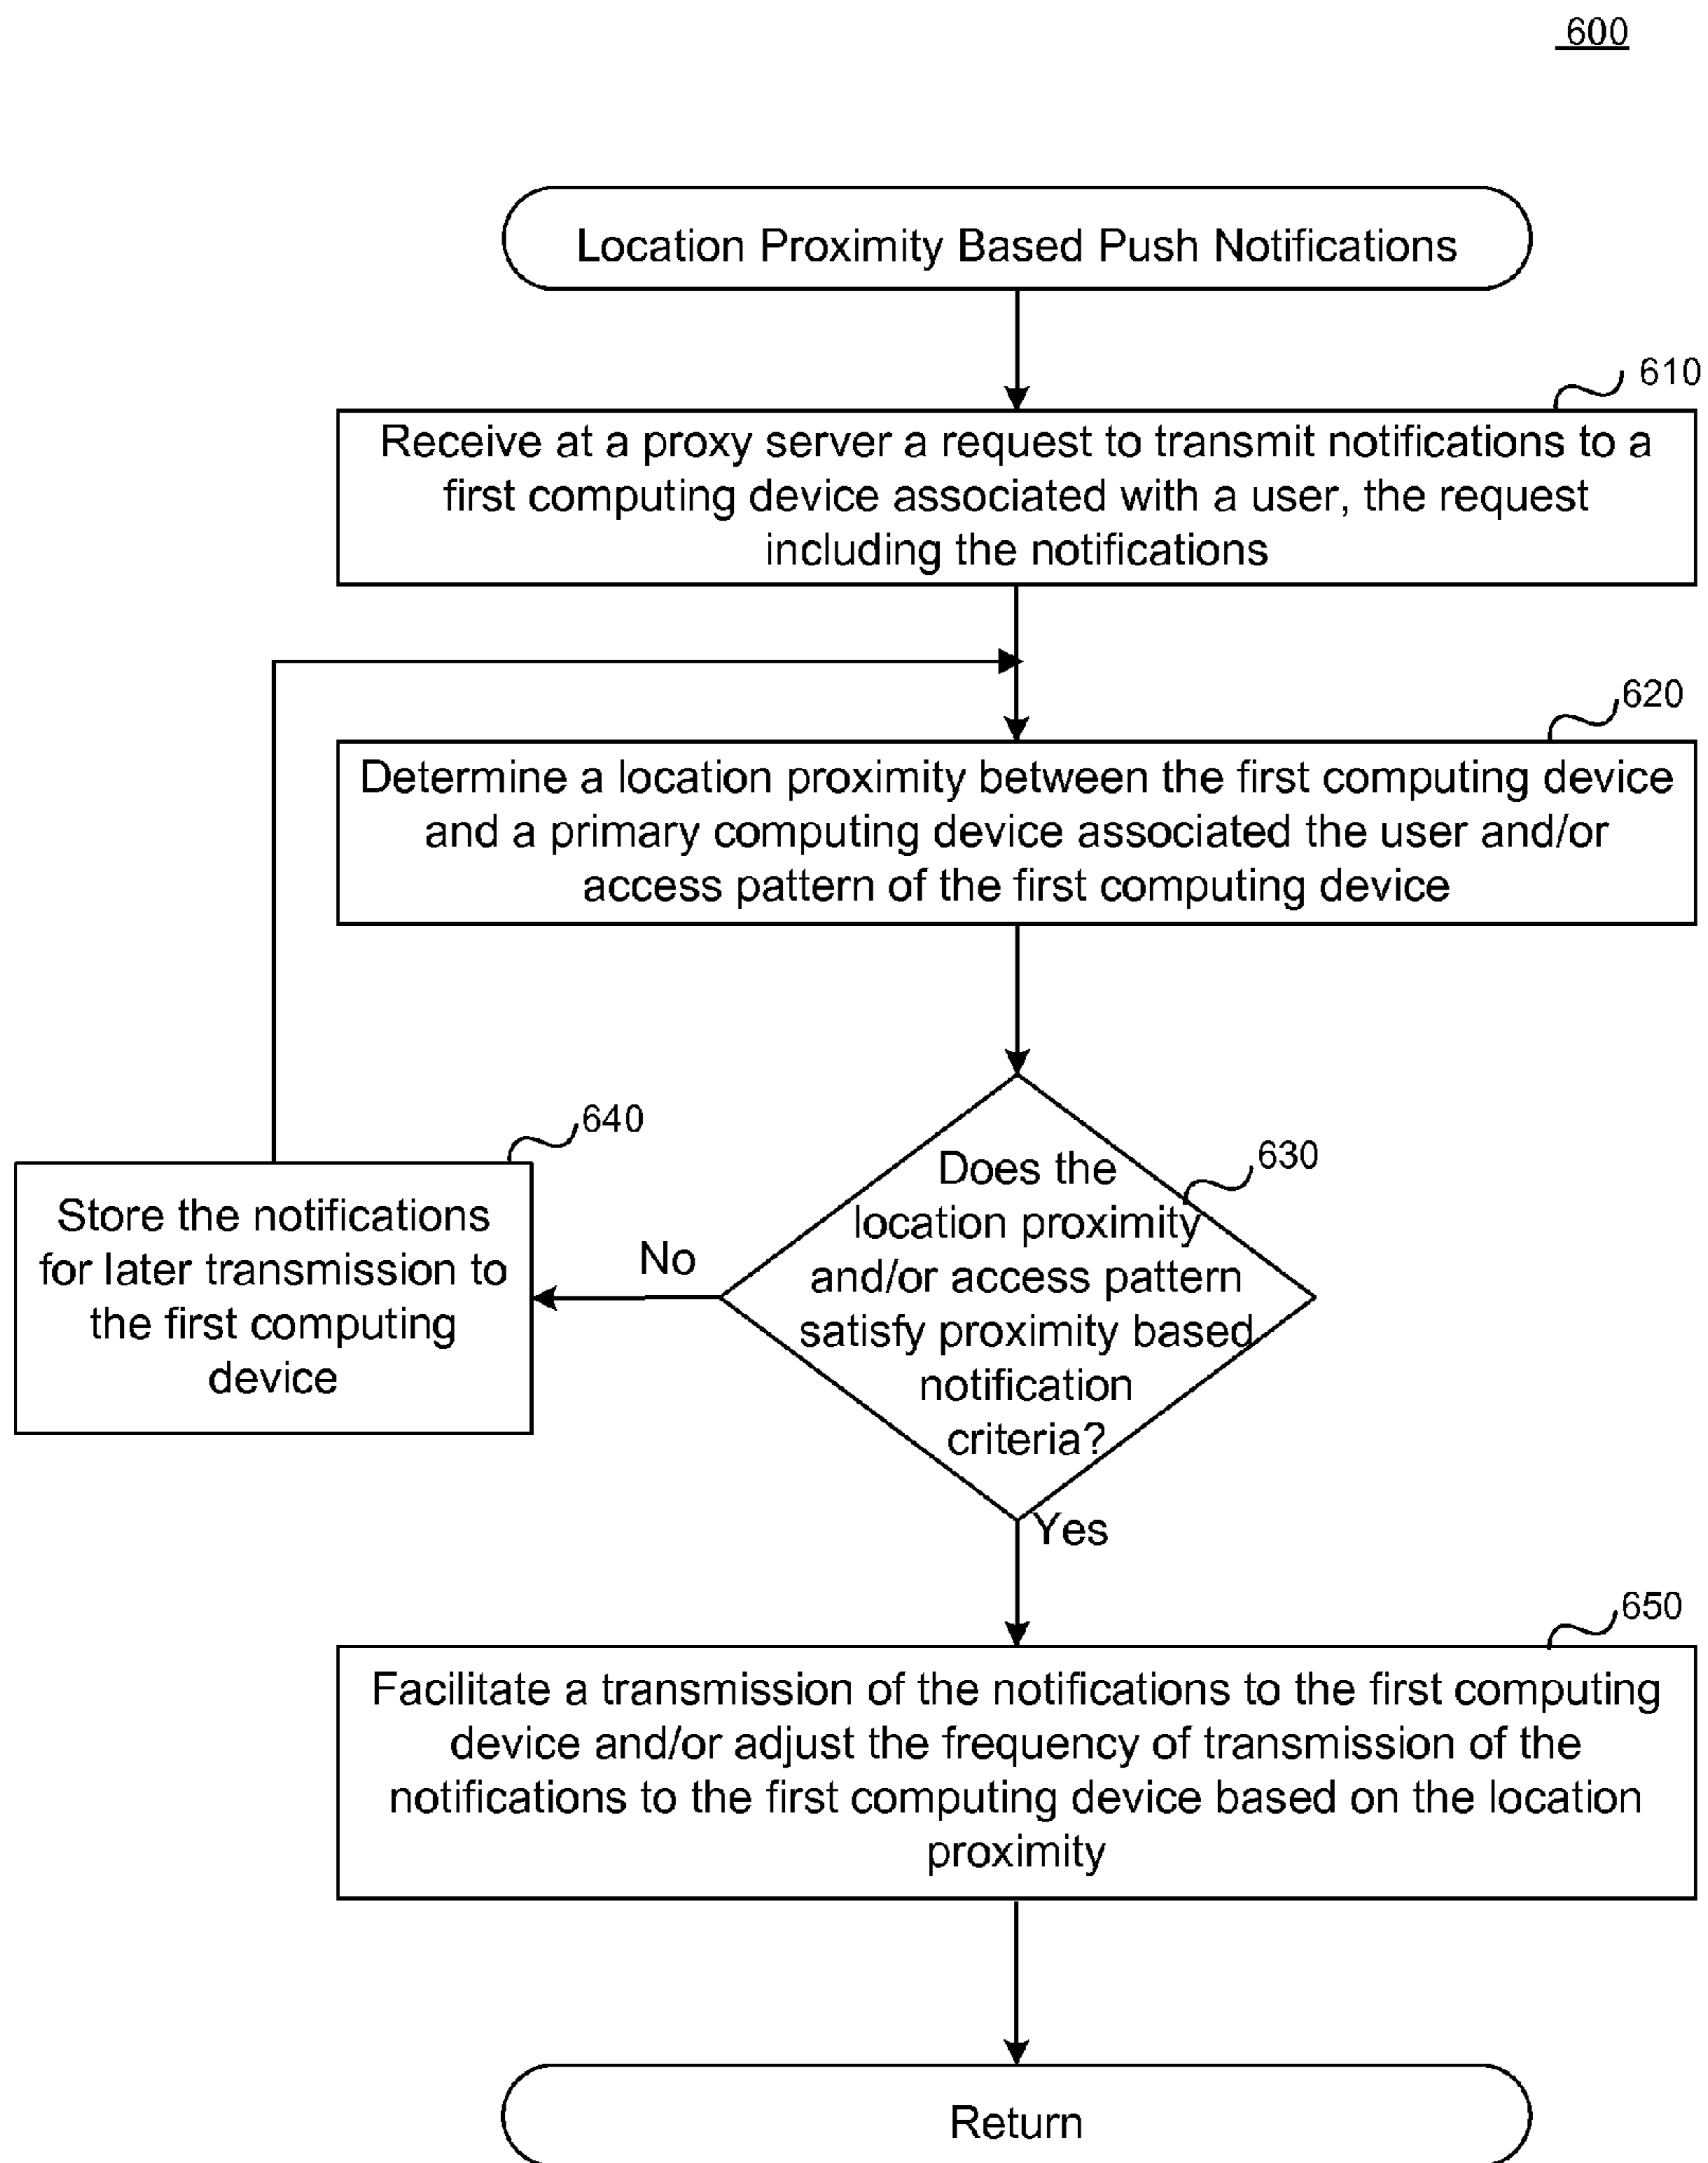 600
Location Proximity Based Push Notifications
610
Receive at a proxy server a request to transmit notifications to a
first computing device associated with a user, the request
including the notifications
620
Determine a location proximity between the first computing device
and a primary computing device associated the user and/or
access pattern of the first computing device
640
Store the notifications
for later transmission to
the first computing
device
No
630
Does the
location proximity
and/or access pattern
satisfy proximity based
notification
criteria?
Yes
650
Facilitate a transmission of the notifications to the first computing
device and/or adjust the frequency of transmission of the
notifications to the first computing device based on the location
proximity
Return